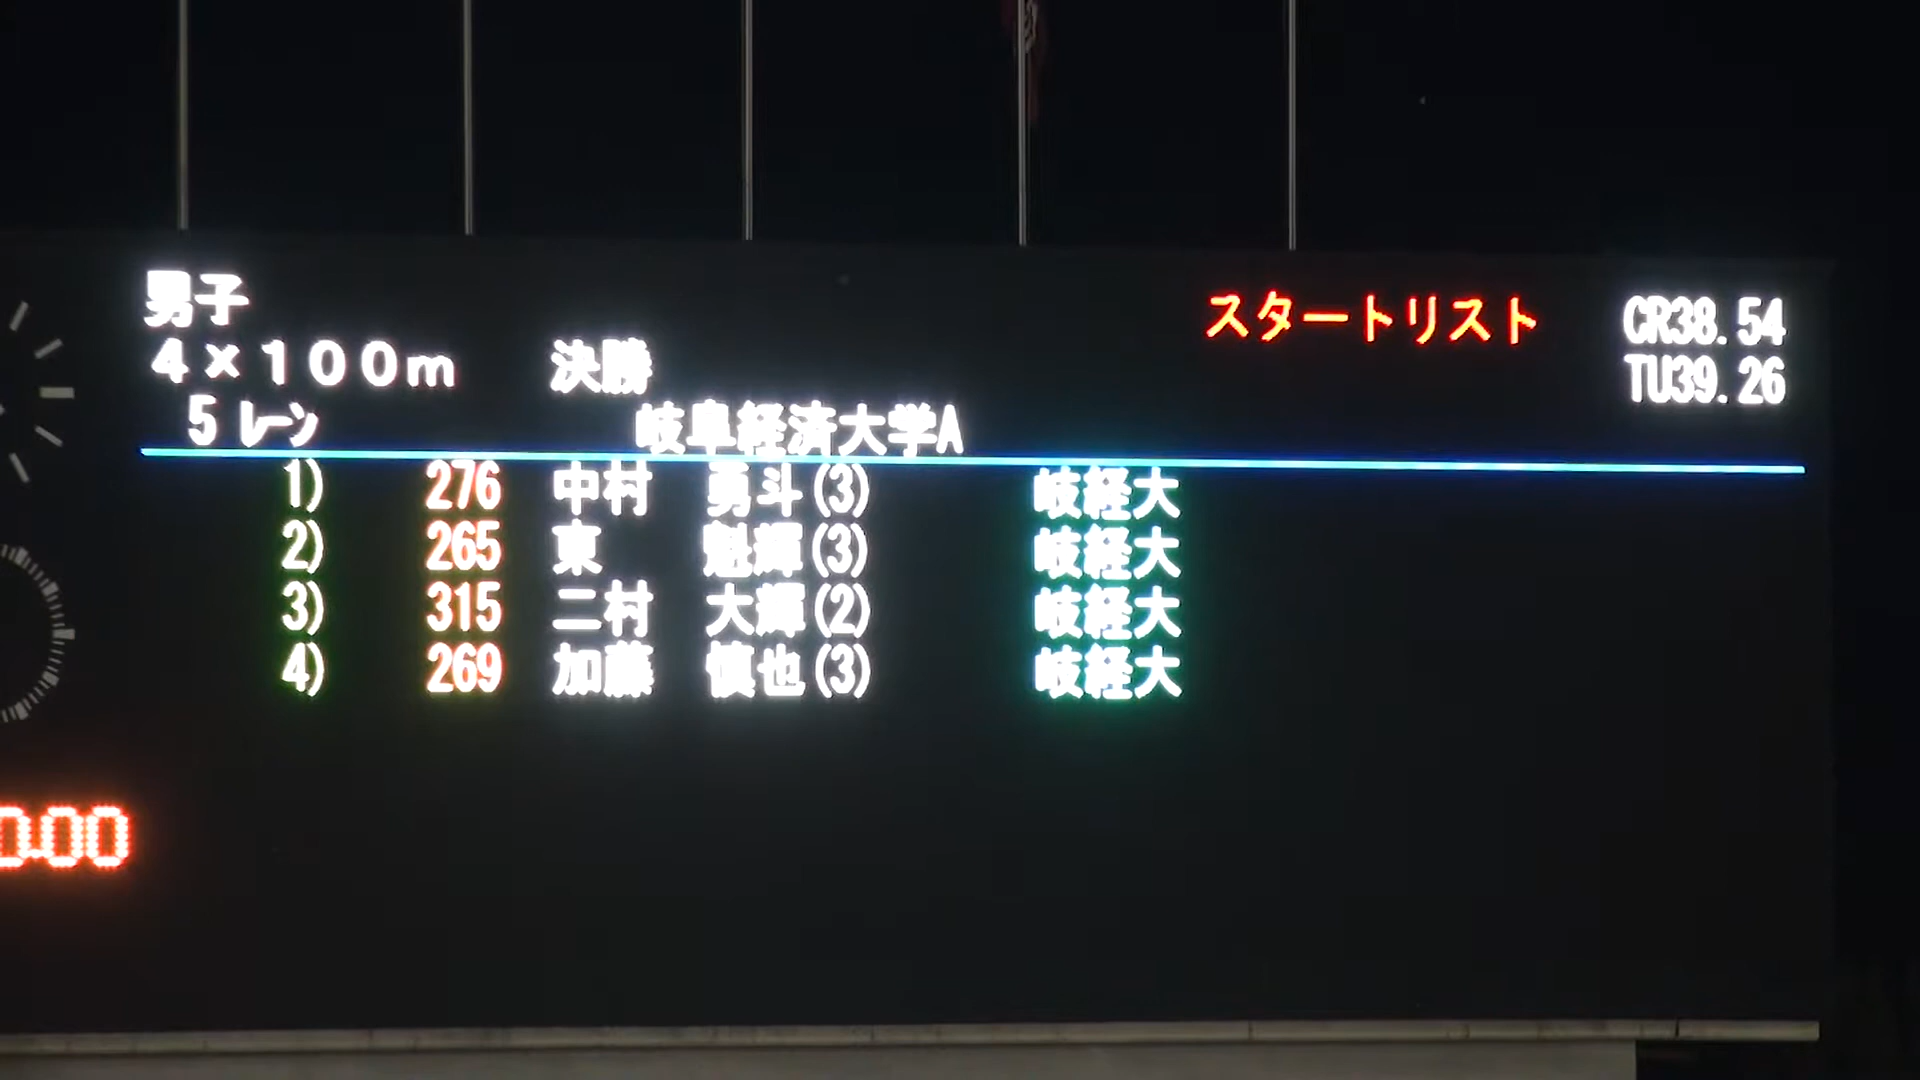 男子
スタートリスト
CR38.54
4×100m 決勝
TU39.26
5レーン 岐阜経済大学A
1) 276 中村 勇斗(3) 岐経大
2) 265 東 魁輝(3) 岐経大
3) 315 二村 大輝(2) 岐経大
4) 269 加藤 慎也(3) 岐経大
0.00